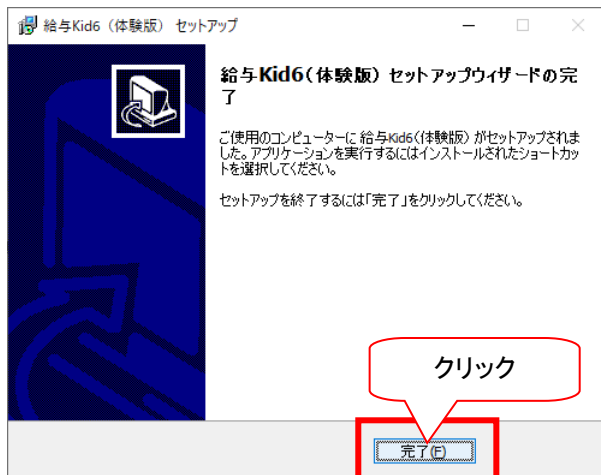 給与Kid6（体験版） セットアップ
給与Kid6（体験版） セットアップウィザードの完
了
ご使用のコンピューターに 給与Kid6（体験版） がセットアップされま
した。アプリケーションを実行するにはインストールされたショートカッ
トを選択してください。
セットアップを終了するには「完了」をクリックしてください。
クリック
完了(F)